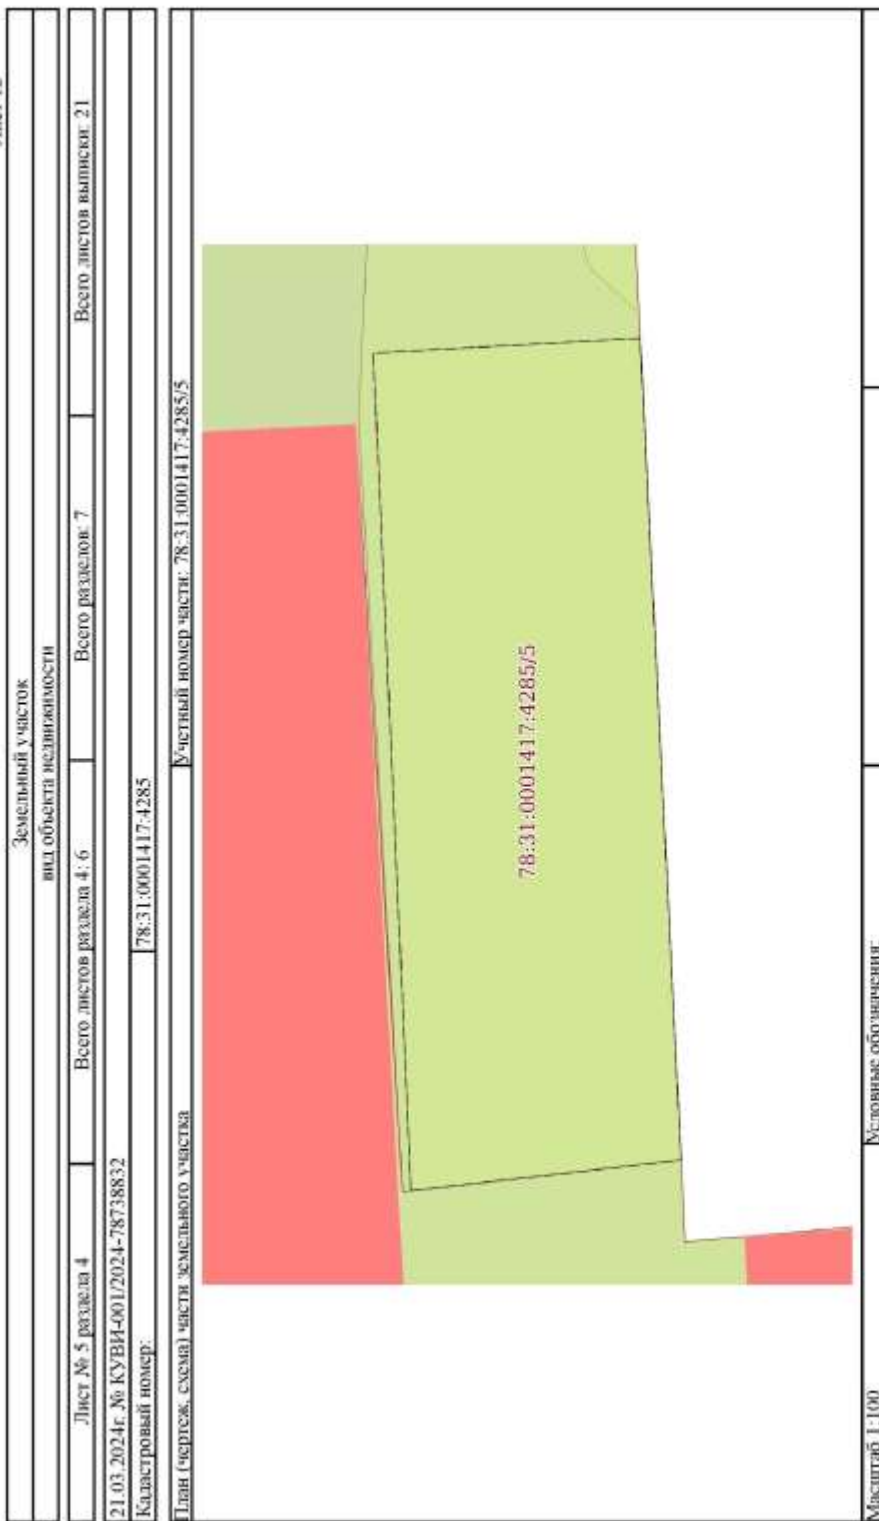 Земельный участок
вид объекта недвижимости
Лист № 5 раздела 4 Всего листов раздела 4: 6 Всего разделов: 7 Всего листов выписки: 21
21.03.2024г. № КУВИ-001/2024-78738832
Кадастровый номер: 78:31:0001417:4285
План (чертеж, схема) части земельного участка Учетный номер части: 78:31:0001417:4285/5
78:31:0001417:4285/5
Масштаб 1:100 Условные обозначения: